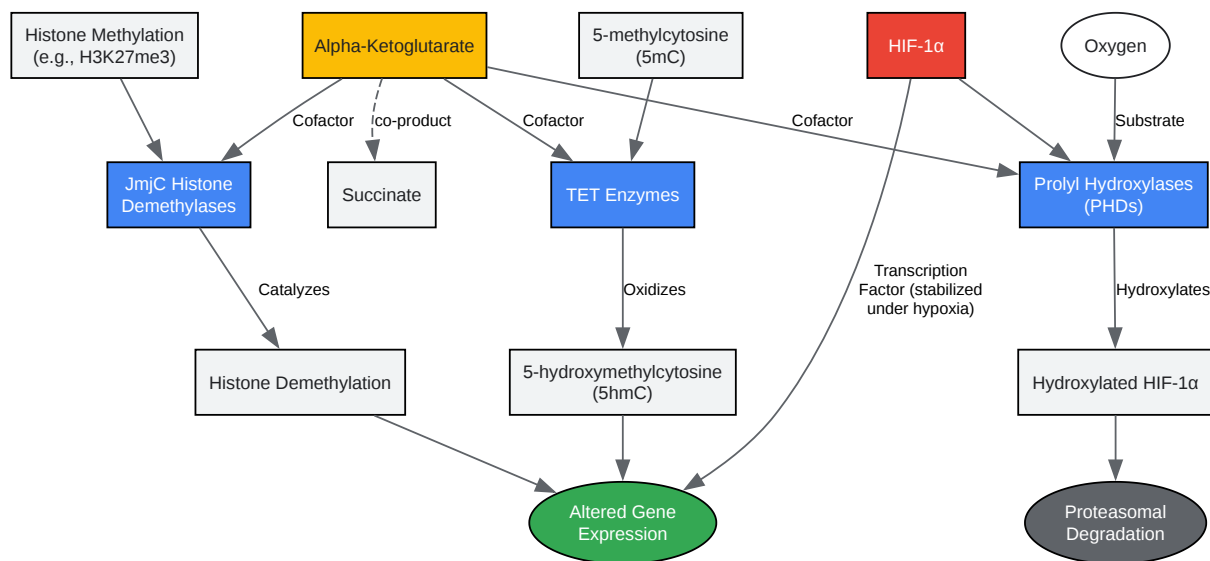 Histone Methylation
(e.g., H3K27me3)
Alpha-Ketoglutarate
5-methylcytosine
(5mC)
HIF-1α
Oxygen
Cofactor
co-product
Cofactor
Cofactor
Substrate
JmjC Histone
Demethylases
Succinate
TET Enzymes
Prolyl Hydroxylases
(PHDs)
Catalyzes
Oxidizes
Transcription
Factor (stabilized
under hypoxia)
Hydroxylates
Histone Demethylation
5-hydroxymethylcytosine
(5hmC)
Hydroxylated HIF-1α
Altered Gene
Expression
Proteasomal
Degradation